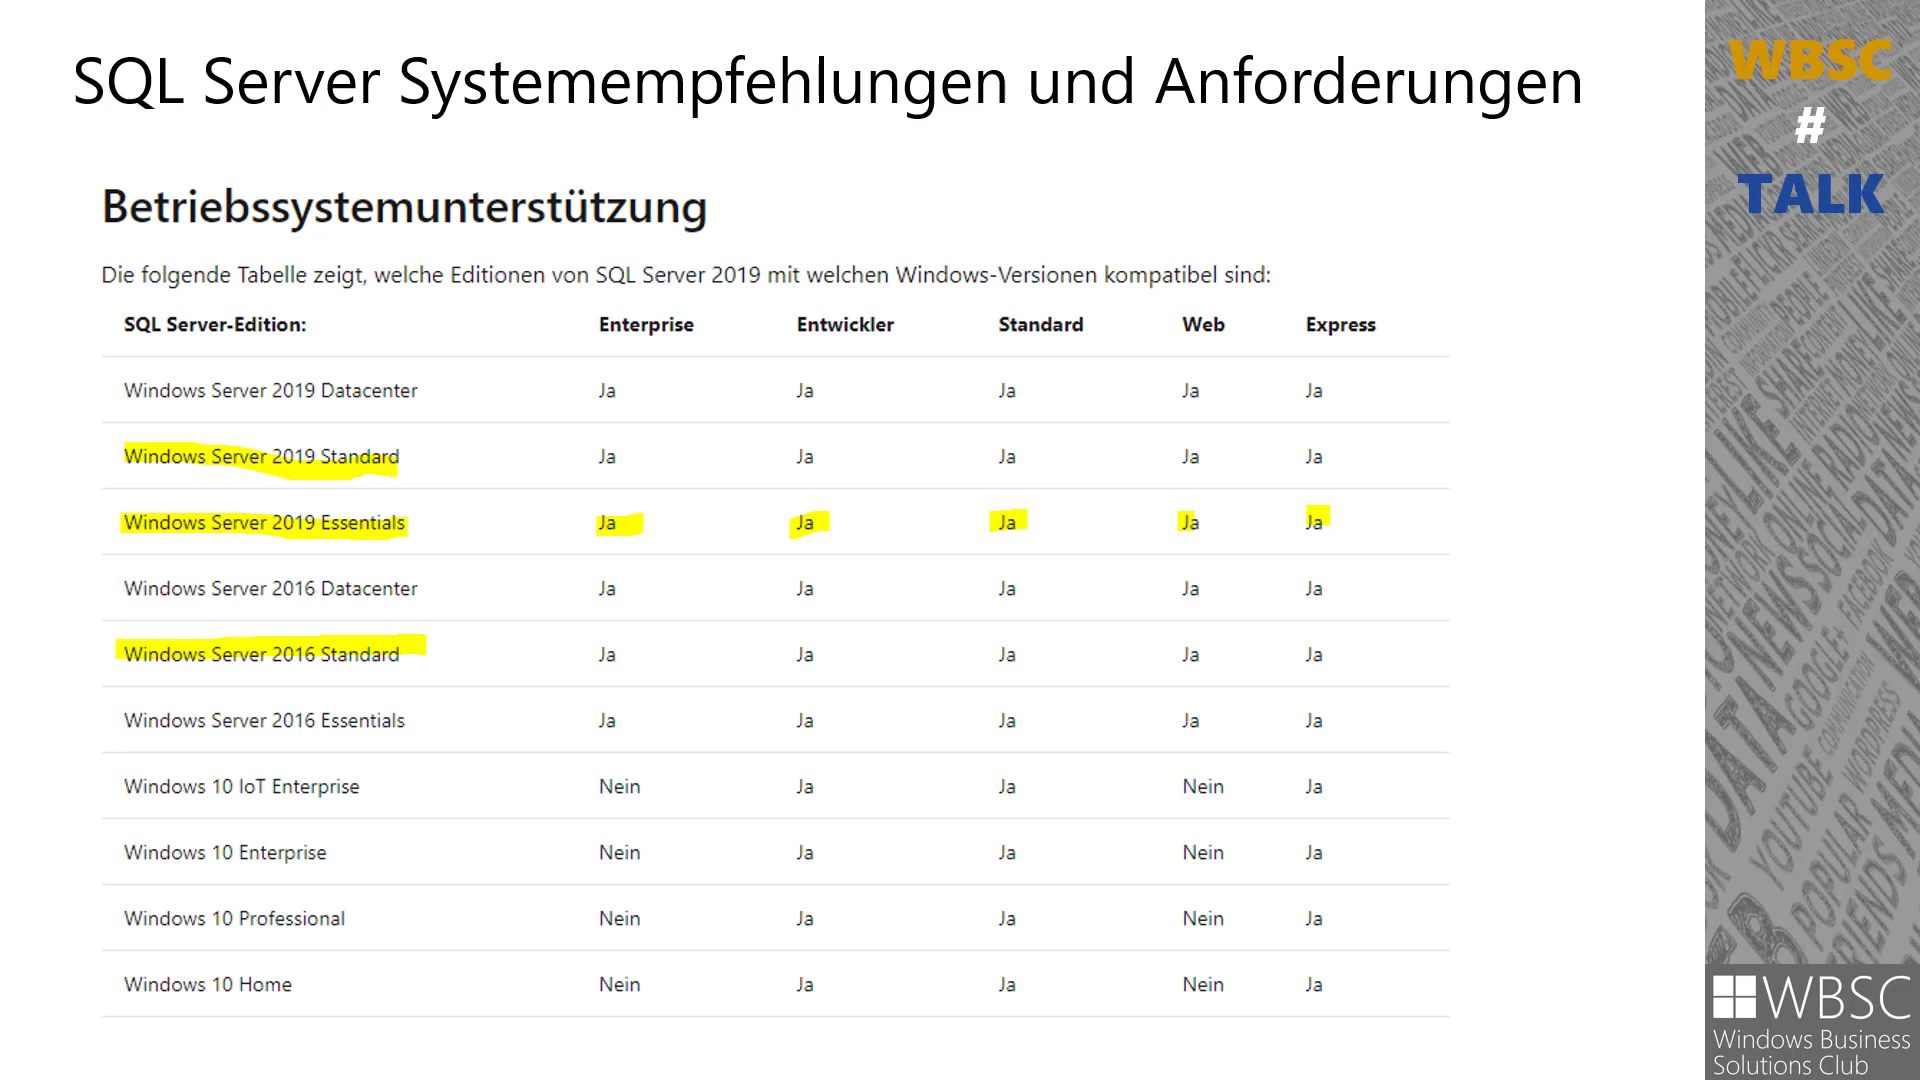 SQL Server Systemempfehlungen und Anforderungen
Betriebssystemunterstützung
Die folgende Tabelle zeigt, welche Editionen von SQL Server 2019 mit welchen Windows-Versionen kompatibel sind:
SQL Server-Edition: Enterprise Entwickler Standard Web Express
Windows Server 2019 Datacenter Ja Ja Ja Ja Ja
Windows Server 2019 Standard Ja Ja Ja Ja Ja
Windows Server 2019 Essentials Ja Ja Ja Ja Ja
Windows Server 2016 Datacenter Ja Ja Ja Ja Ja
Windows Server 2016 Standard Ja Ja Ja Ja Ja
Windows Server 2016 Essentials Ja Ja Ja Ja Ja
Windows 10 IoT Enterprise Nein Ja Ja Nein Ja
Windows 10 Enterprise Nein Ja Ja Nein Ja
Windows 10 Professional Nein Ja Ja Nein Ja
Windows 10 Home Nein Ja Ja Nein Ja
WBSC
#
TALK
WBSC
Windows Business
Solutions Club